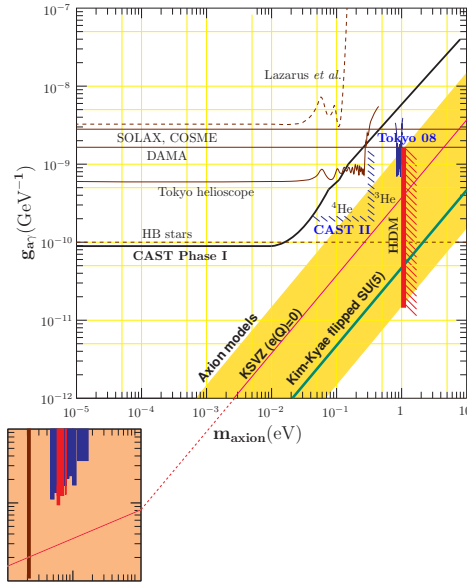 10⁻⁷
10⁻⁸
10⁻⁹
10⁻¹⁰
10⁻¹¹
10⁻¹²
g_aγ(GeV⁻¹)
Lazarus et al.
Tokyo 08
SOLAX, COSME
DAMA
Tokyo helioscope
³He
⁴He
HB stars
CAST II
CAST Phase I
HDM
Axion models
KSVZ (e(Q)=0)
Kim-Kyae flipped SU(5)
10⁻⁵ 10⁻⁴ 10⁻³ 10⁻² 10⁻¹ 1 10
m_axion(eV)